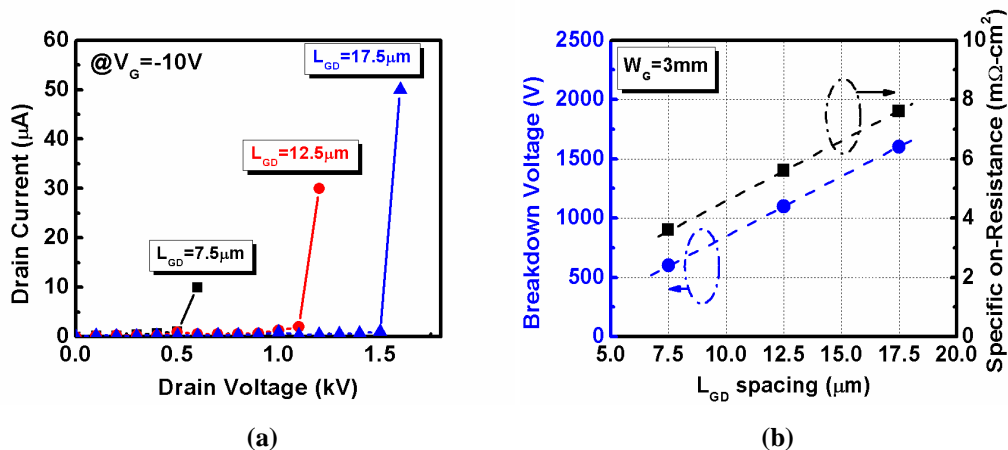 @V_G=-10V
L_GD=17.5μm
L_GD=12.5μm
L_GD=7.5μm
60
50
40
30
20
10
0
0.0 0.5 1.0 1.5
Drain Current (μA)
Drain Voltage (kV)
(a)
W_G=3mm
2500
2000
1500
1000
500
0
Breakdown Voltage (V)
10
8
6
4
2
0
Specific on-Resistance (mΩ-cm²)
5.0 7.5 10.0 12.5 15.0 17.5 20.0
L_GD spacing (μm)
(b)